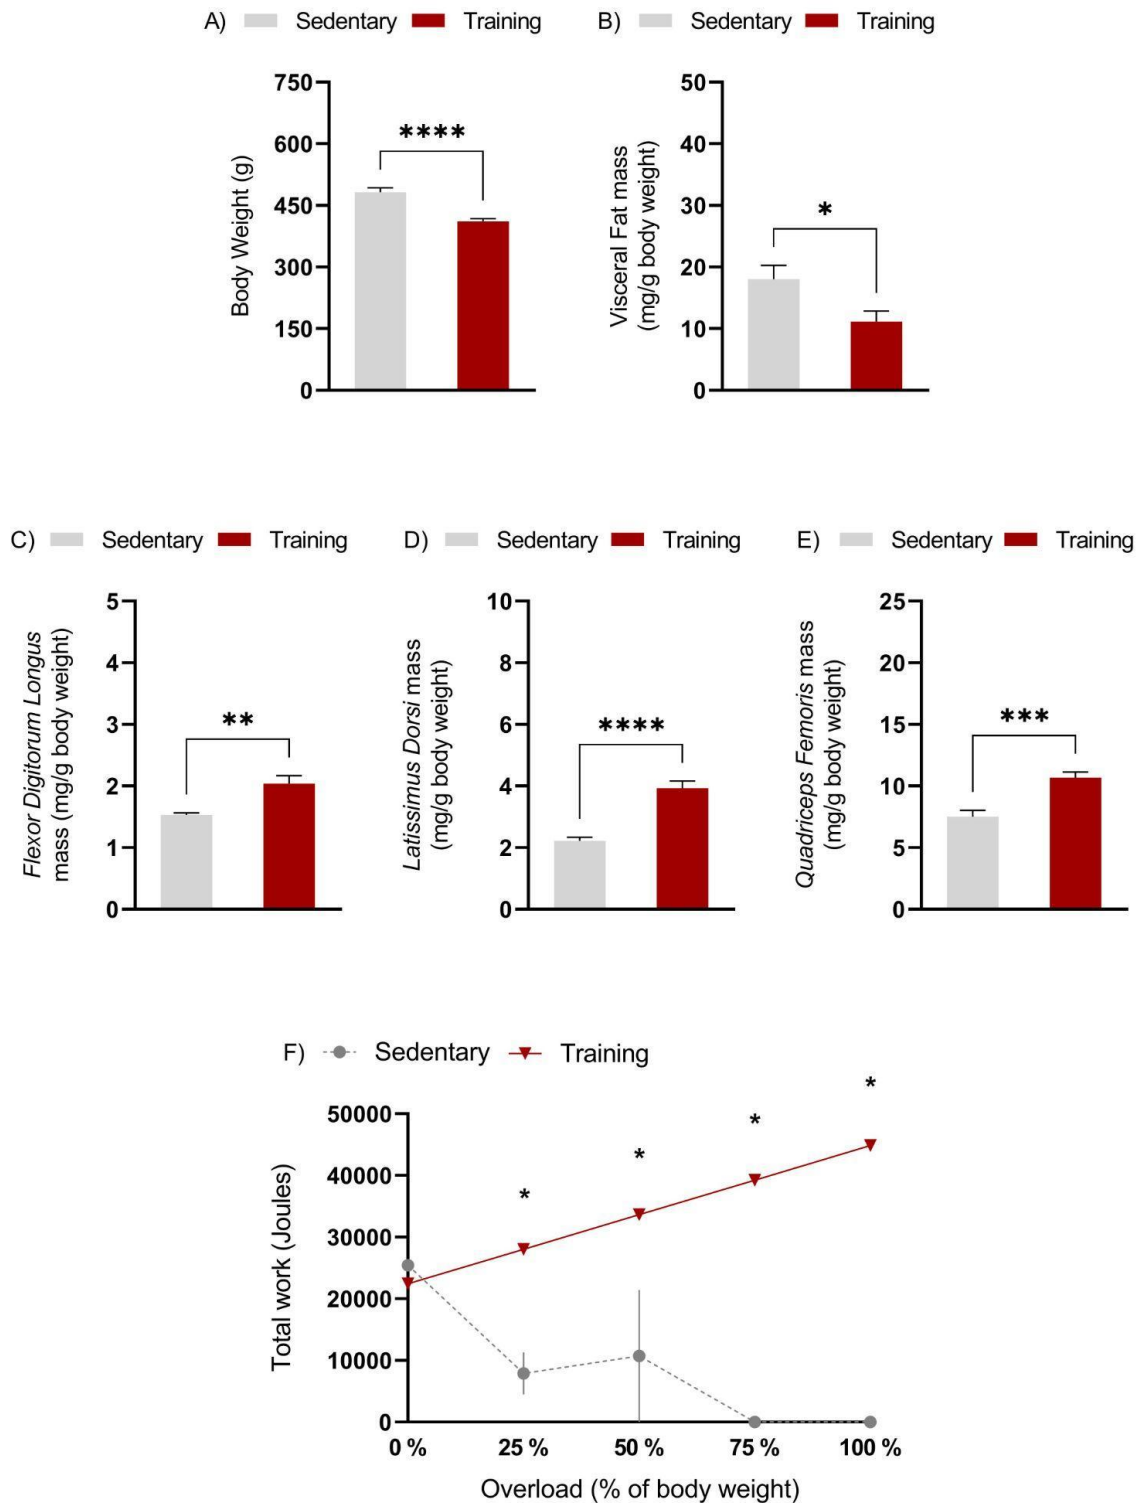 A) Sedentary Training B) Sedentary Training
750
600
450
300
150
0
Body Weight (g)
****
50
40
30
20
10
0
Visceral Fat mass
(mg/g body weight)
*
C) Sedentary Training D) Sedentary Training E) Sedentary Training
5
4
3
2
1
0
Flexor Digitorum Longus
mass (mg/g body weight)
**
10
8
6
4
2
0
Latissimus Dorsi mass
(mg/g body weight)
****
25
20
15
10
5
0
Quadriceps Femoris mass
(mg/g body weight)
***
F) Sedentary Training
50000
40000
30000
20000
10000
0
Total work (Joules)
* * * *
0 % 25 % 50 % 75 % 100 %
Overload (% of body weight)